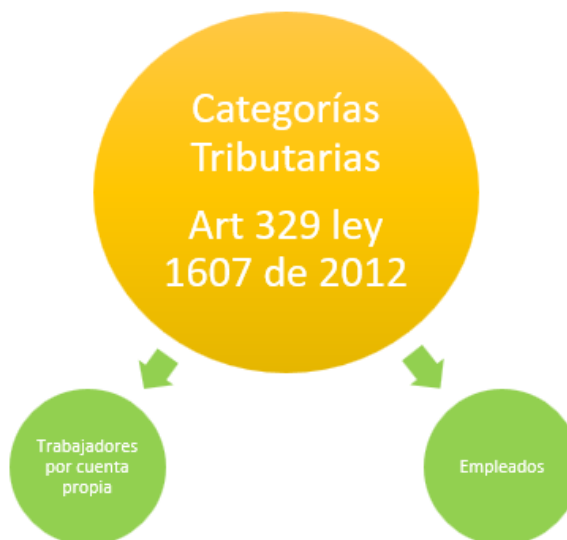 Categorías
Tributarias
Art 329 ley
1607 de 2012
Trabajadores
por cuenta
propia
Empleados